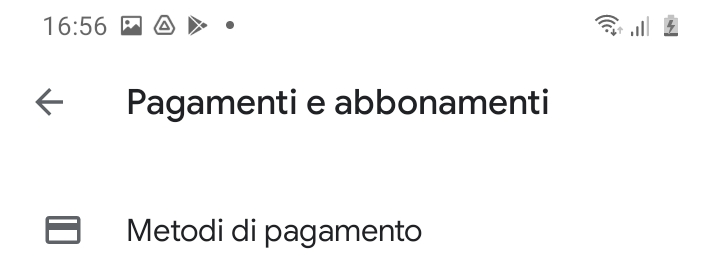 16:56
Pagamenti e abbonamenti
Metodi di pagamento